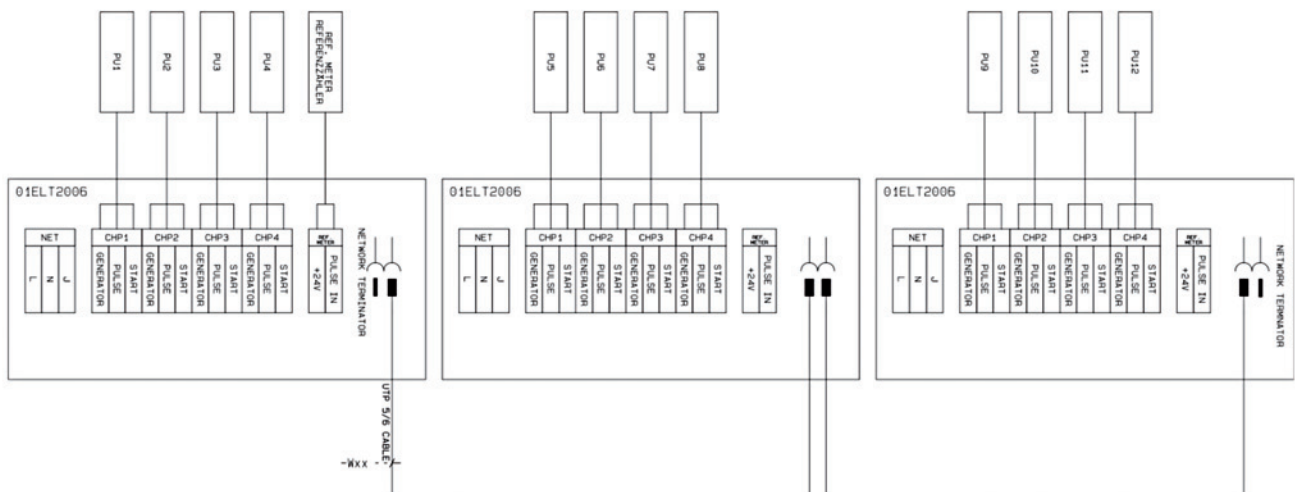 PU1
PU2
PU3
PU4
REF. METER
REFERENZZÄHLER
PU5
PU6
PU7
PU8
PU9
PU10
PU11
PU12
01ELT2006
NET
L
N
J
CHP1
CHP2
CHP3
CHP4
GENERATOR
PULSE
START
GENERATOR
PULSE
START
GENERATOR
PULSE
START
GENERATOR
PULSE
START
REF
METER
+24V
PULSE IN
NETWORK TERMINATOR
UTP 5/6 CABLE
-Wxx
01ELT2006
NET
L
N
J
CHP1
CHP2
CHP3
CHP4
GENERATOR
PULSE
START
GENERATOR
PULSE
START
GENERATOR
PULSE
START
GENERATOR
PULSE
START
REF
METER
+24V
PULSE IN
01ELT2006
NET
L
N
J
CHP1
CHP2
CHP3
CHP4
GENERATOR
PULSE
START
GENERATOR
PULSE
START
GENERATOR
PULSE
START
GENERATOR
PULSE
START
REF
METER
+24V
PULSE IN
NETWORK TERMNATOR